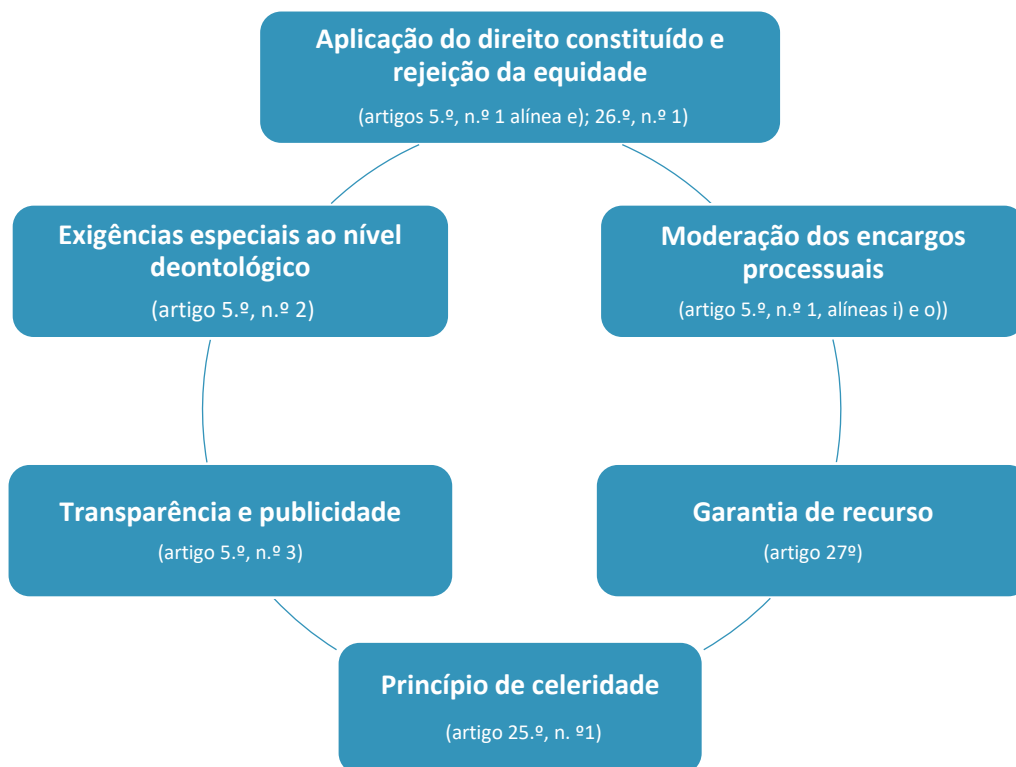 Aplicação do direito constituído e
rejeição da equidade
(artigos 5.º, n.º 1 alínea e); 26.º, n.º 1)
Exigências especiais ao nível
deontológico
(artigo 5.º, n.º 2)
Moderação dos encargos
processuais
(artigo 5.º, n.º 1, alíneas i) e o))
Transparência e publicidade
(artigo 5.º, n.º 3)
Garantia de recurso
(artigo 27º)
Princípio de celeridade
(artigo 25.º, n. º1)